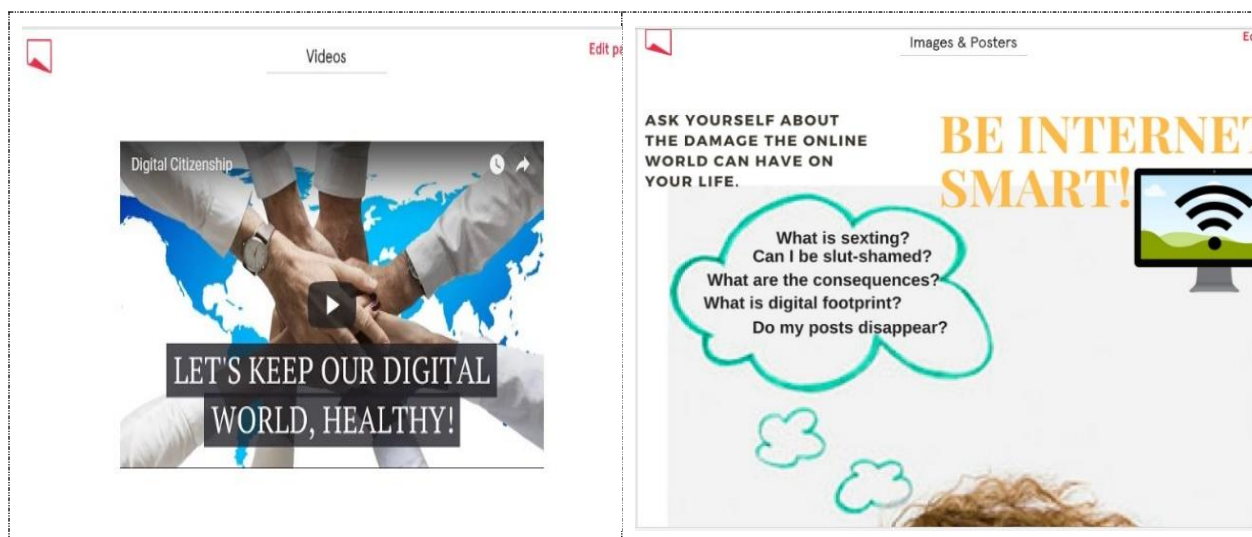 Videos
Edit
Digital Citizenship
LET'S KEEP OUR DIGITAL
WORLD, HEALTHY!
Images & Posters
ASK YOURSELF ABOUT
THE DAMAGE THE ONLINE
WORLD CAN HAVE ON
YOUR LIFE.
BE INTERNET
SMART!
What is sexting?
Can I be slut-shamed?
What are the consequences?
What is digital footprint?
Do my posts disappear?